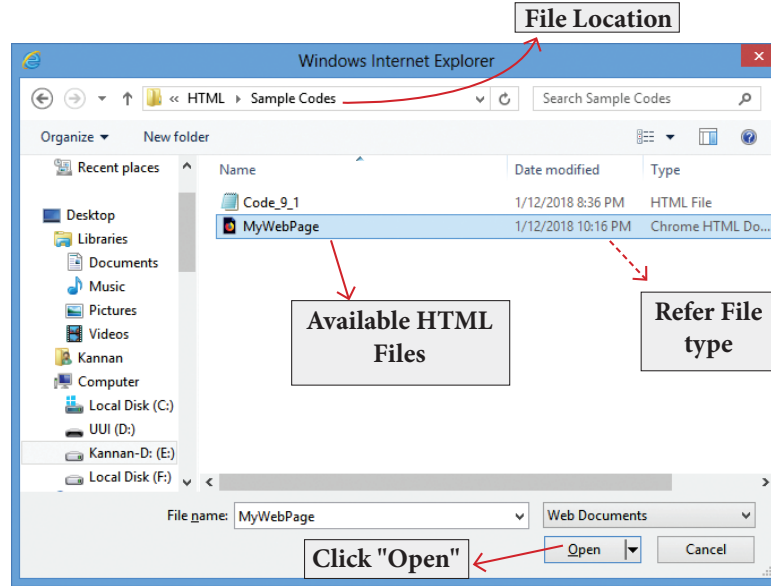 File Location
Windows Internet Explorer
« HTML Sample Codes
Search Sample Codes
Organize
New folder
Recent places
Desktop
Libraries
Documents
Music
Pictures
Videos
Kannan
Computer
Local Disk (C:)
UUI (D:)
Kannan-D: (E:)
Local Disk (F:)
Name Date modified Type
Code_9_1 1/12/2018 8:36 PM HTML File
MyWebPage 1/12/2018 10:16 PM Chrome HTML Do...
Available HTML
Files
Refer File
type
File name: MyWebPage
Web Documents
Click "Open"
Open
Cancel